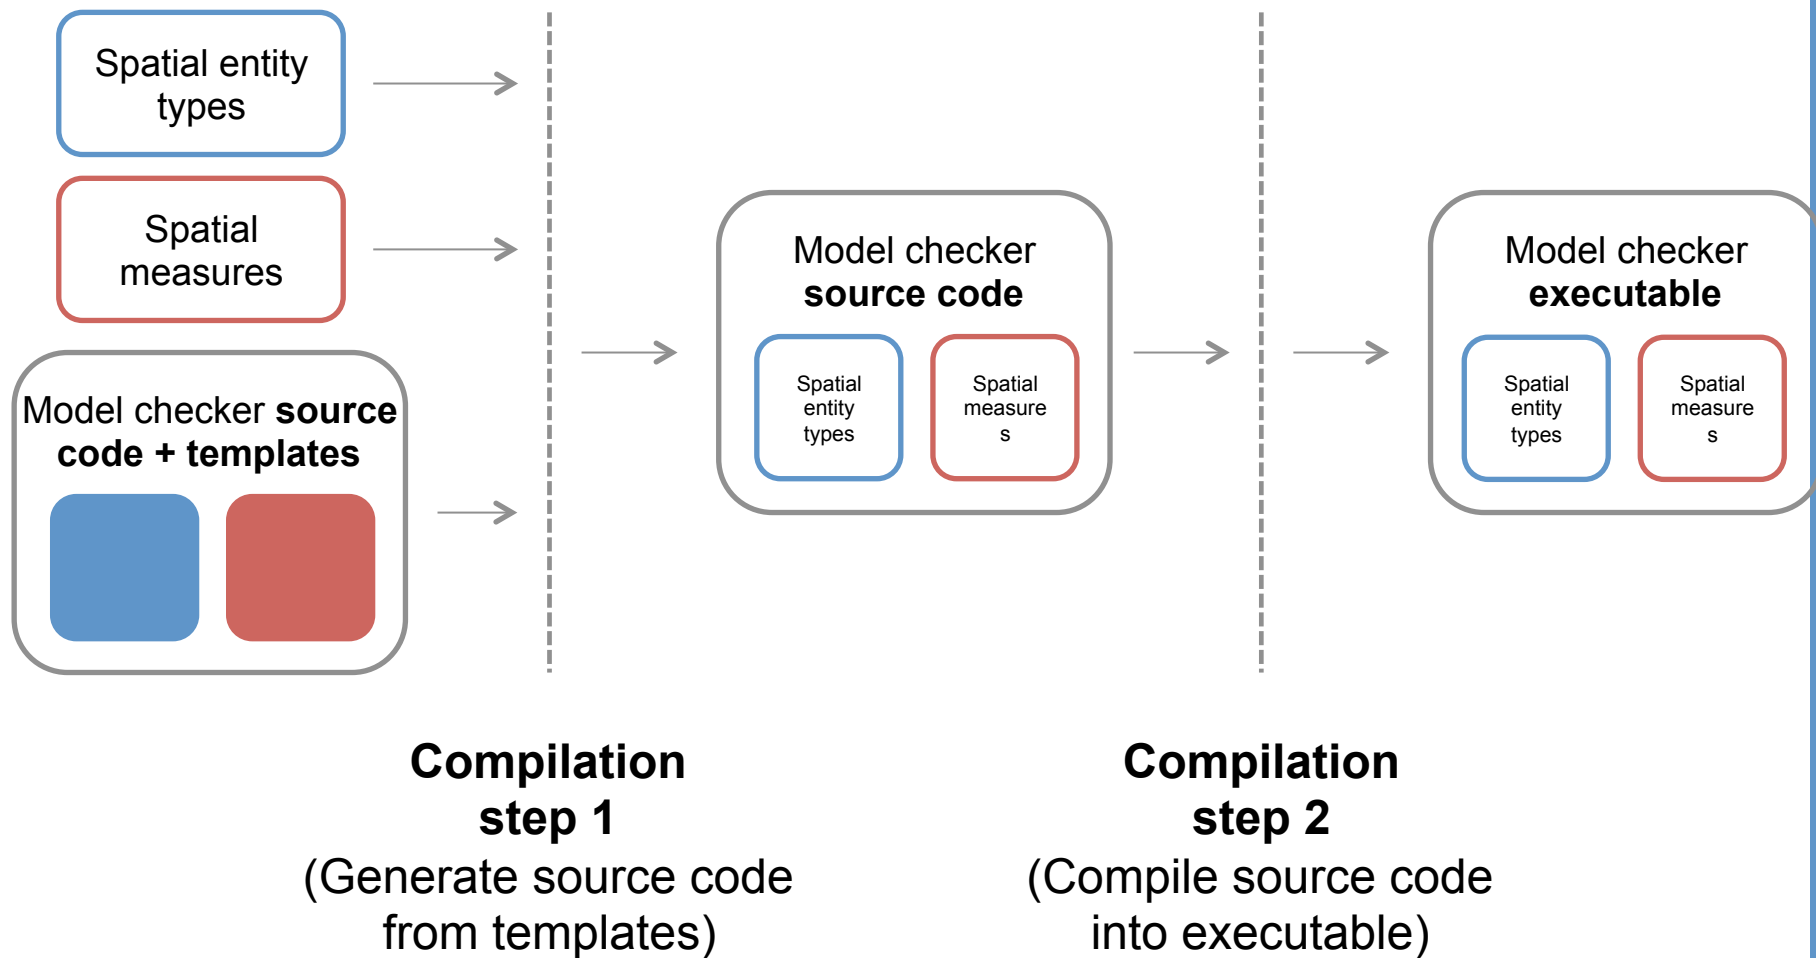 Spatial entity
types
Spatial
measures
Model checker source
code + templates
Model checker
source code
Spatial
entity
types
Spatial
measure
s
Model checker
executable
Spatial
entity
types
Spatial
measure
s
Compilation
step 1
(Generate source code
from templates)
Compilation
step 2
(Compile source code
into executable)